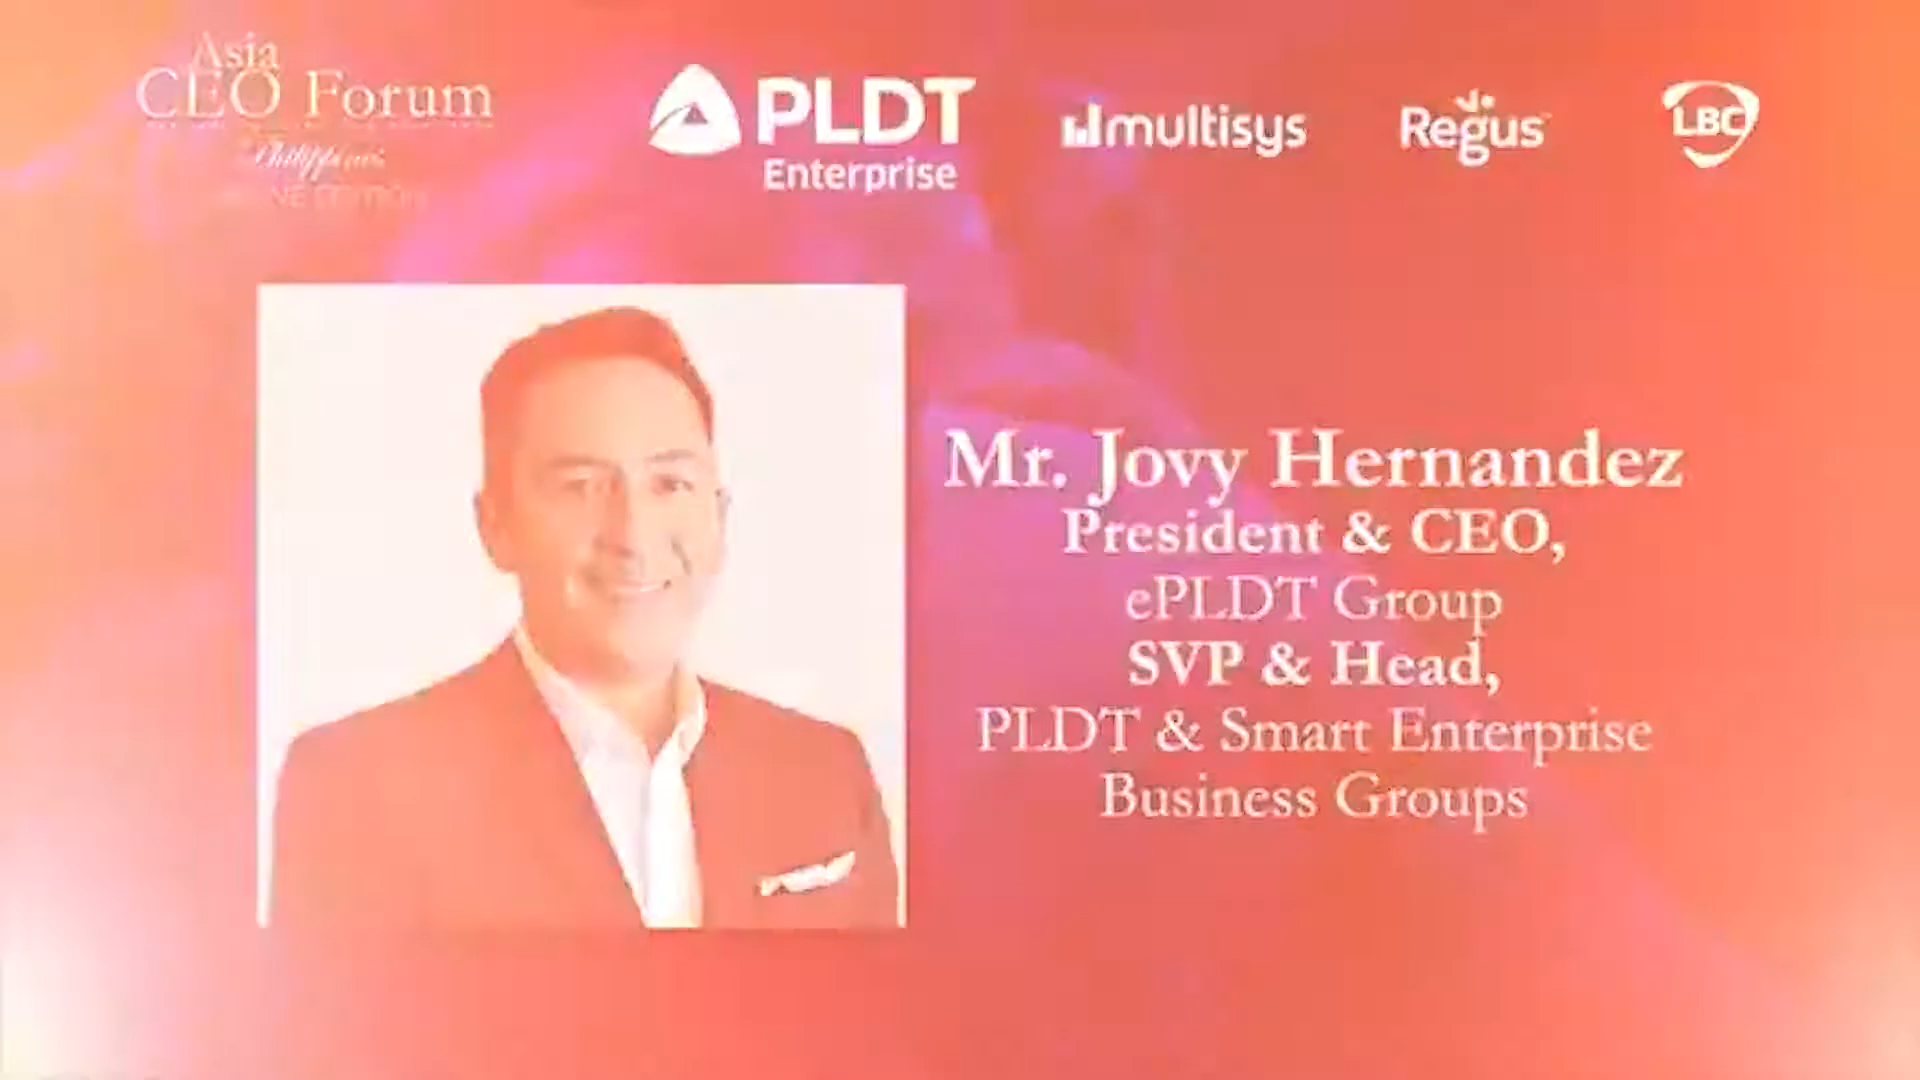 Asia
CEO Forum
Philippines
PLDT
Enterprise
multisys
Regus
LBC
Mr. Jovy Hernandez
President & CEO,
ePLDT Group
SVP & Head,
PLDT & Smart Enterprise
Business Groups